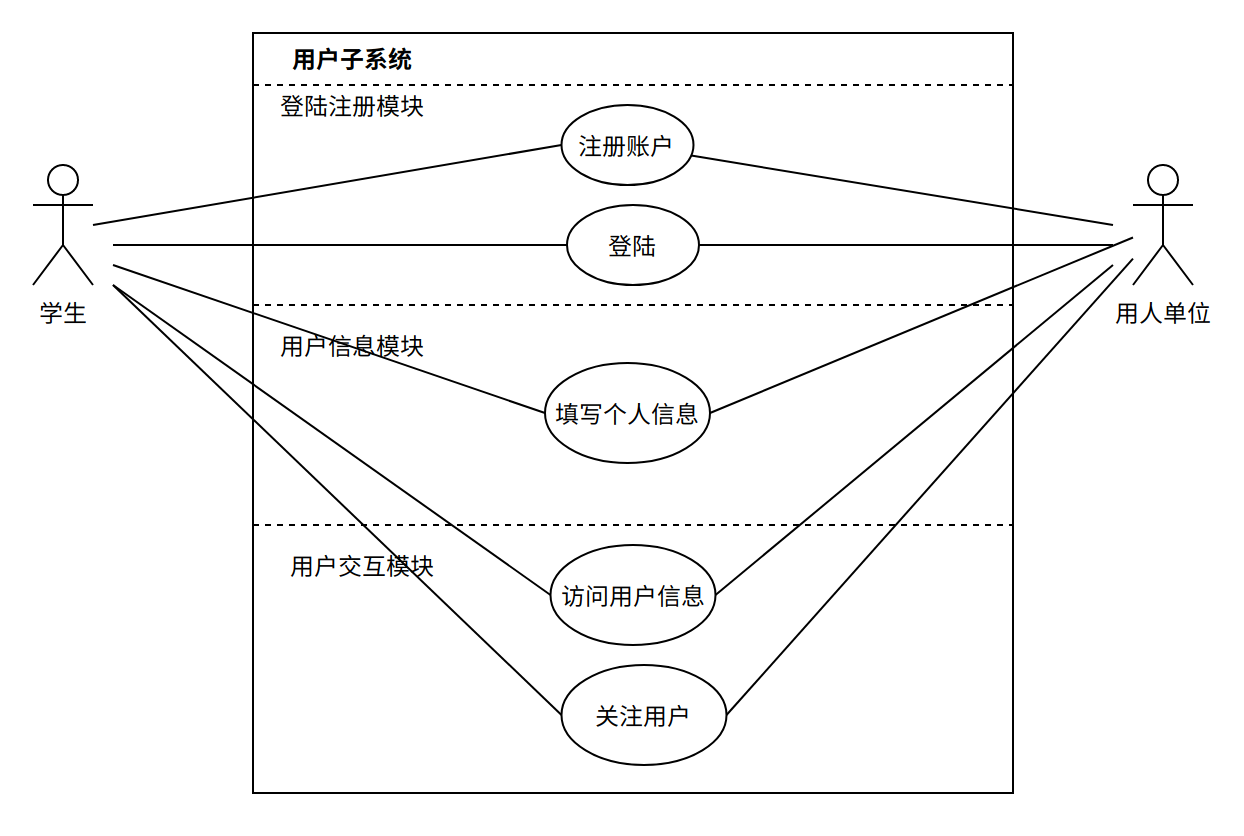 用户子系统
登陆注册模块
注册账户
登陆
学生
用人单位
用户信息模块
填写个人信息
用户交互模块
访问用户信息
关注用户